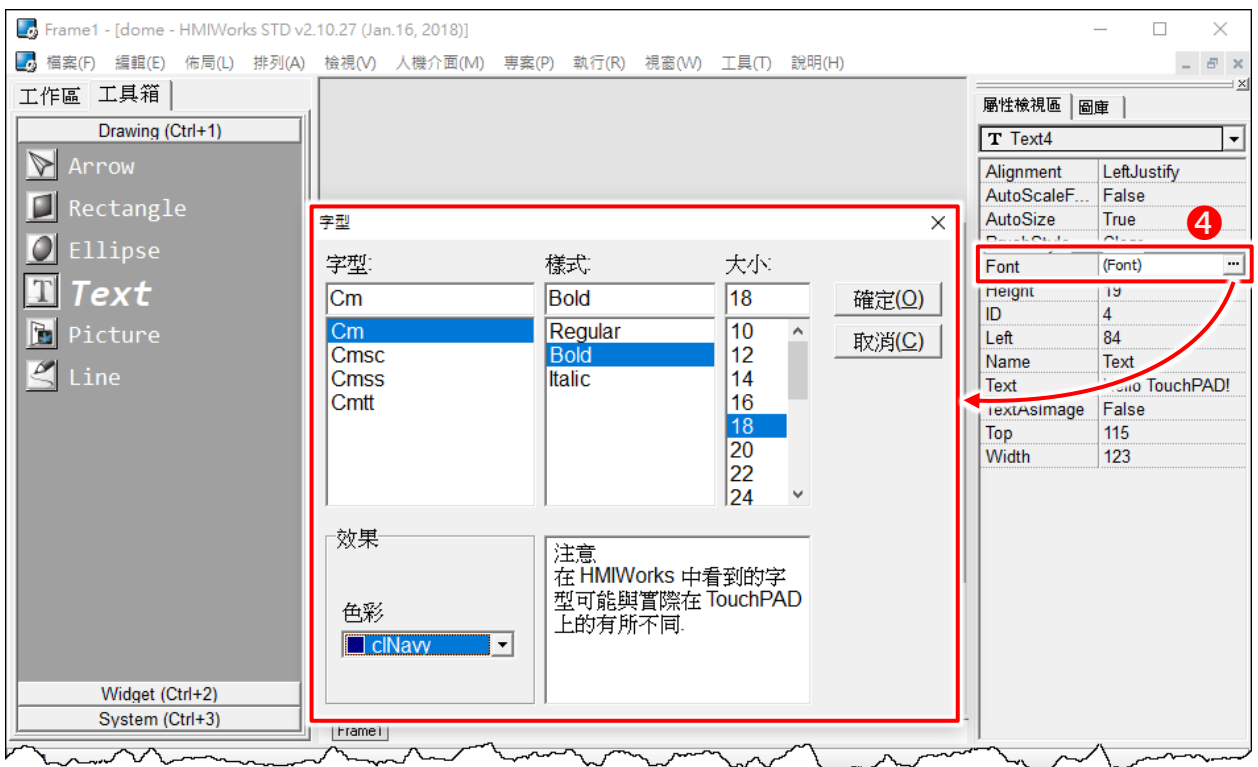 Frame1 - [dome - HMIWorks STD v2.10.27 (Jan.16, 2018)]
檔案(F) 編輯(E) 佈局(L) 排列(A) 檢視(V) 人機介面(M) 專案(P) 執行(R) 視窗(W) 工具(T) 說明(H)
工作區 工具箱
Drawing (Ctrl+1)
Arrow
Rectangle
Ellipse
Text
Picture
Line
Widget (Ctrl+2)
System (Ctrl+3)
字型
字型: 樣式: 大小:
Cm Bold 18 確定(O)
Cm Regular 10 取消(C)
Cmsc Bold 12
Cmss Italic 14
Cmtt 16
18
20
22
24
效果
色彩
clNavy
注意
在 HMIWorks 中看到的字
型可能與實際在 TouchPAD
上的有所不同.
Frame1
屬性檢視區 圖庫
T Text4
Alignment LeftJustify
AutoScaleF... False
AutoSize True
4
Font (Font) ...
Height 19
ID 4
Left 84
Name Text
Text TouchPAD!
TextAsImage False
Top 115
Width 123